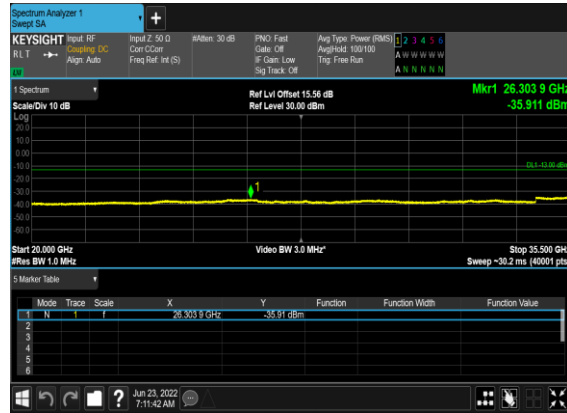 Spectrum Analyzer 1
Swept SA
+
KEYSIGHT Input: RF Input Z: 50 Ω #Atten: 30 dB PNO: Fast Avg Type: Power (RMS) 1 2 3 4 5 6
RLT Coupling: DC Corr CCorr Gate: Off Avg|Hold: 100/100 A W W W W W
Align: Auto Freq Ref: Int (S) IF Gain: Low Trig: Free Run
Sig Track: Off A N N N N N
1 Spectrum Ref Lvl Offset 15.56 dB Mkr1 26.303 9 GHz
Scale/Div 10 dB Ref Level 30.00 dBm -35.911 dBm
Log
20.0
10.0
0.00
-10.0
DL1 -13.00 dBm
-20.0
-30.0
1
-40.0
-50.0
-60.0
Start 20.000 GHz Video BW 3.0 MHz* Stop 35.500 GHz
#Res BW 1.0 MHz Sweep ~30.2 ms (40001 pts)
5 Marker Table
Mode Trace Scale X Y Function Function Width Function Value
1 N 1 f 26.303 9 GHz -35.91 dBm
2
3
4
5
6
? Jun 23, 2022
7:11:42 AM